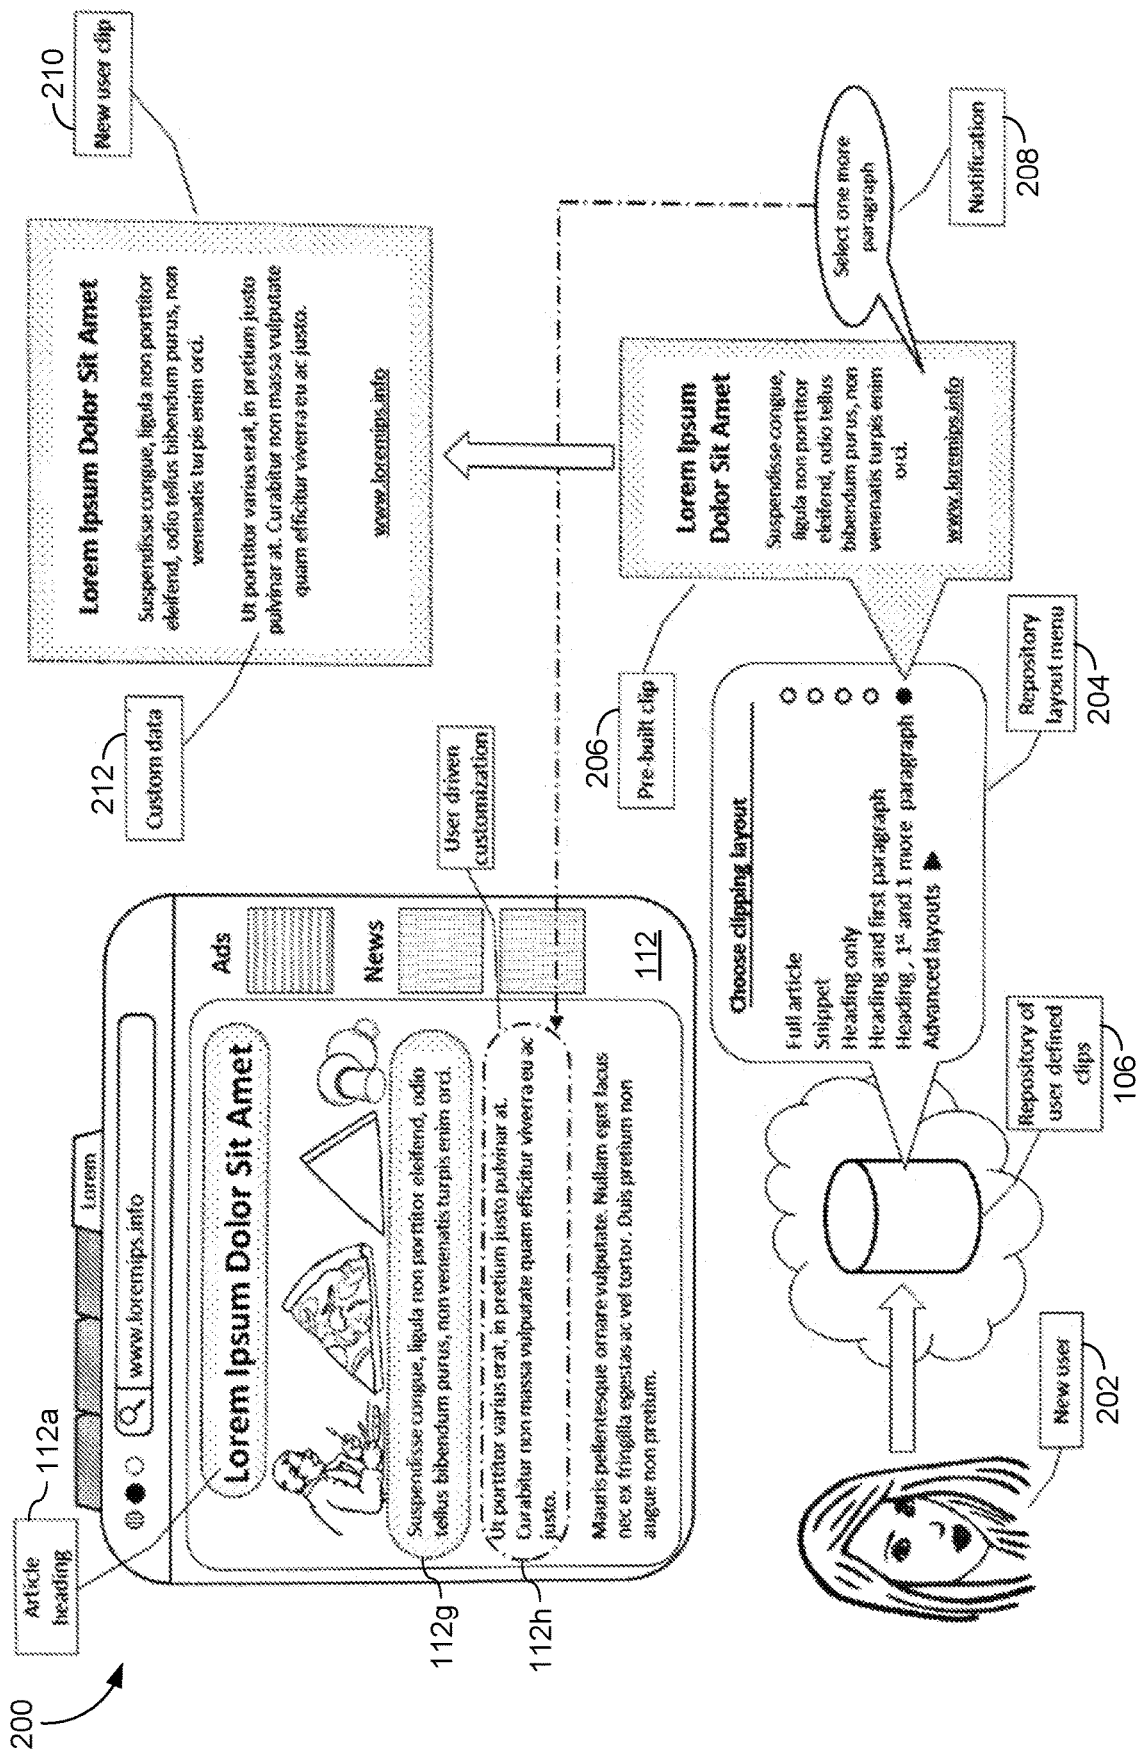 200
Article
heading
112a
Lorem
www.loremips.info
Lorem Ipsum Dolor Sit Amet
Suspendisse congue, ligula non porttitor eleifend, odio
tellus bibendum purus, non venenatis turpis enim orci.
Ut porttitor varius erat, in pretium justo pulvinar at.
Curabitur non massa vulputate quam efficitur viverra eu ac
justo.
Mauris pellentesque ornare vulputate. Nullam eget lacus
nec ex fringilla egestas ac vel tortor. Duis pretium non
augue non pretium.
Ads
News
112
112g
112h
User driven
customization
212
Custom data
210
New user clip
Lorem Ipsum Dolor Sit Amet
Suspendisse congue, ligula non porttitor
eleifend, odio tellus bibendum purus, non
venenatis turpis enim orci.
Ut porttitor varius erat, in pretium justo
pulvinar at. Curabitur non massa vulputate
quam efficitur viverra eu ac justo.
www.loremips.info
New user
202
Repository of
user defined
clips
106
Choose clipping layout
Full article
Snippet
Heading only
Heading and first paragraph
Heading, 1st and 1 more paragraph
Advanced layouts
Repository
layout menu
204
206
Pre-built clip
Lorem Ipsum
Dolor Sit Amet
Suspendisse congue,
ligula non porttitor
eleifend, odio tellus
bibendum purus, non
venenatis turpis enim
orci.
www.loremips.info
Select one more
paragraph
Notification
208